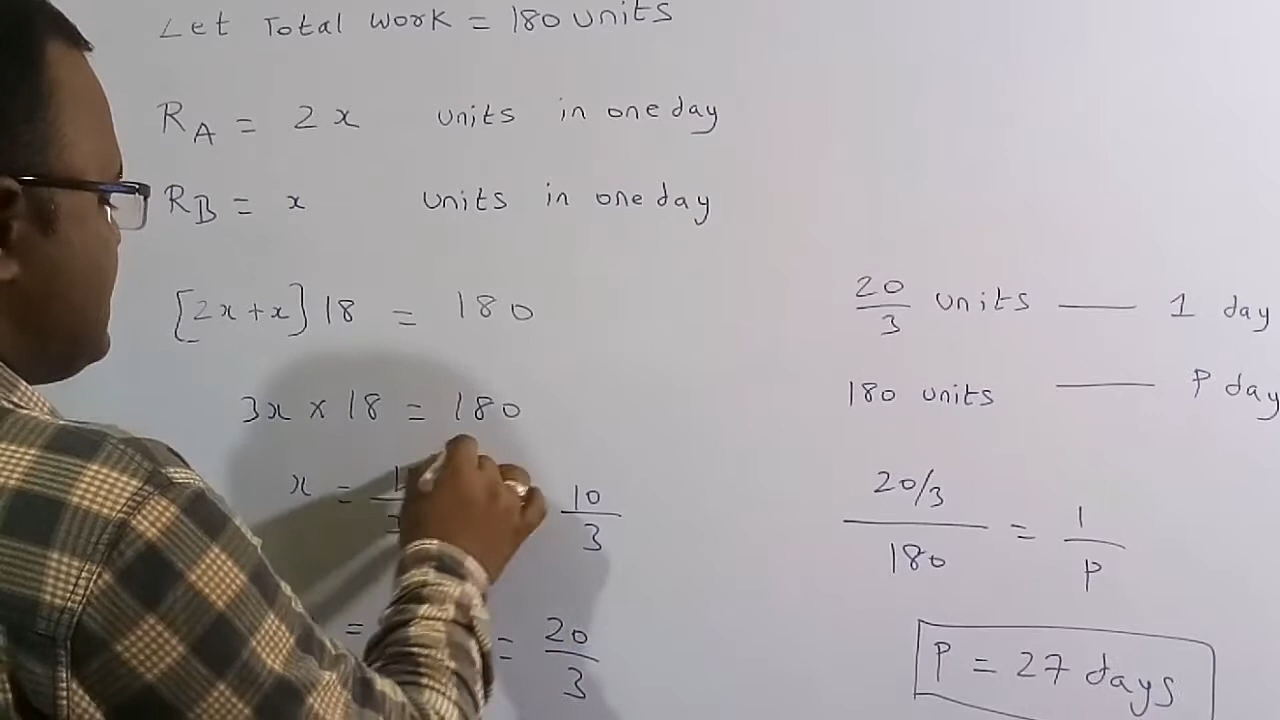 Let Total work = 180 units
R_A = 2x units in one day
R_B = x units in one day
[2x + x] 18 = 180
3x × 18 = 180
x = 10/3
= = 20/3
20/3 units — 1 day
180 units — P day
20/3 / 180 = 1/P
P = 27 days